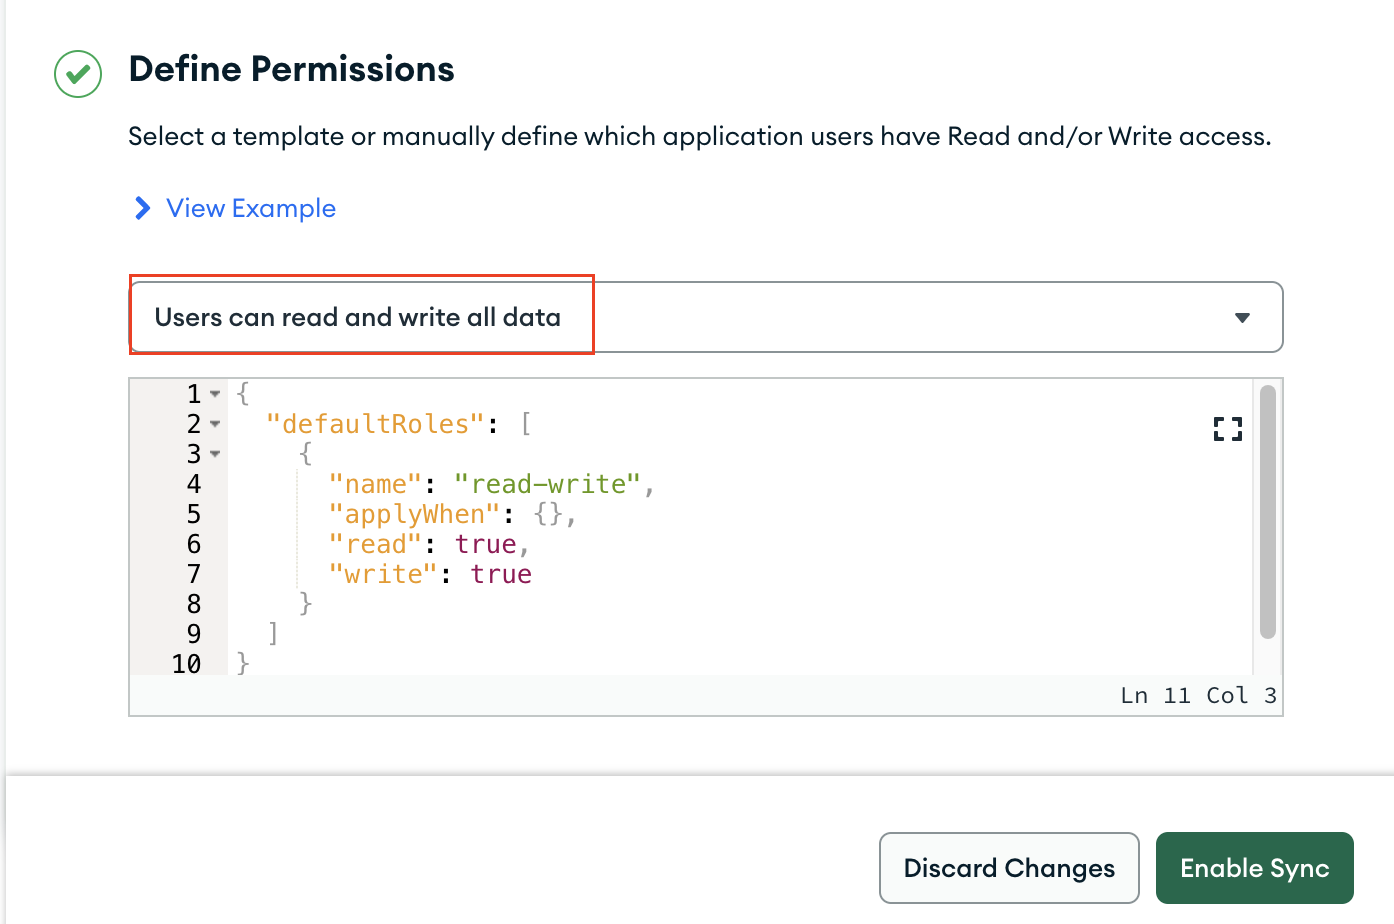 Define Permissions
Select a template or manually define which application users have Read and/or Write access.
View Example
Users can read and write all data
1 {
2 "defaultRoles": [
3 {
4 "name": "read-write",
5 "applyWhen": {},
6 "read": true,
7 "write": true
8 }
9 ]
10 }
Ln 11 Col 3
Discard Changes
Enable Sync